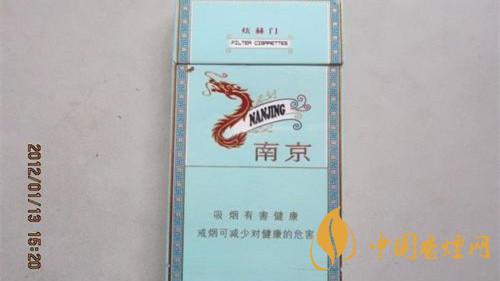 炫赫门
FILTER CIGARETTES
NANJING
南京
吸烟有害健康
戒烟可减少对健康的危害
2012/01/13 15:20
中国香烟网